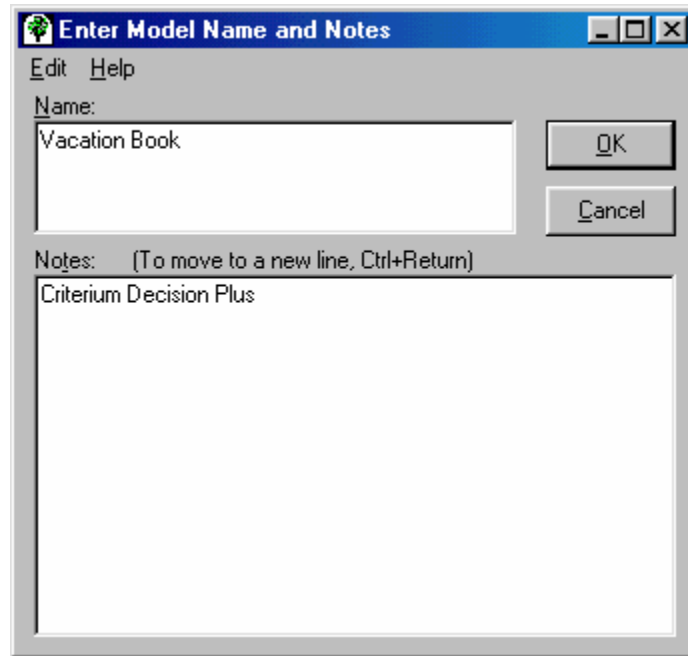 Enter Model Name and Notes
Edit Help
Name:
Vacation Book
OK
Cancel
Notes: (To move to a new line, Ctrl+Return)
Criterium Decision Plus